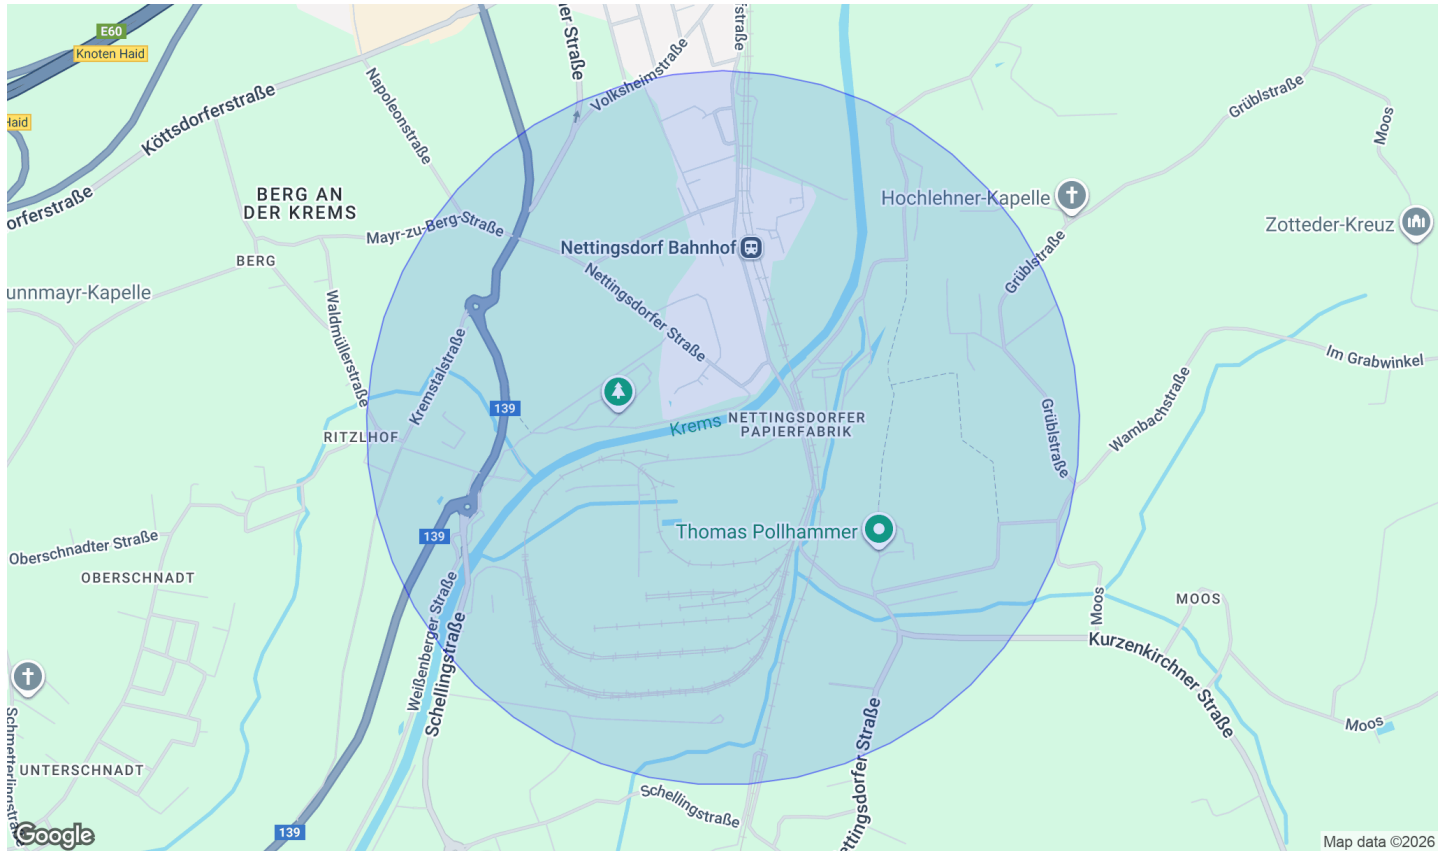 E60
Knoten Haid
Haid
Köttsdorferstraße
orferstraße
Napoleonstraße
er Straße
Volksheimstraße
fstraße
Grüblstraße
Moos
BERG AN
DER KREMS
Mayr-zu-Berg-Straße
BERG
unnmayr-Kapelle
Waldmüllerstraße
Nettingsdorf Bahnhof
Nettingsdorfer Straße
Hochlehner-Kapelle
Grüblstraße
Zotteder-Kreuz
Im Grabwinkel
Wambachstraße
Kremstalstraße
139
RITZLHOF
Krems
NETTINGSDORFER
PAPIERFABRIK
Grüblstraße
139
Thomas Pollhammer
Oberschnadter Straße
OBERSCHNADT
Weißenberger Straße
Schellingstraße
Moos
MOOS
Kurzenkirchner Straße
Moos
Schmetterlingstraße
UNTERSCHNADT
Nettingsdorfer Straße
Schellingstraße
139
Google
Map data ©2026